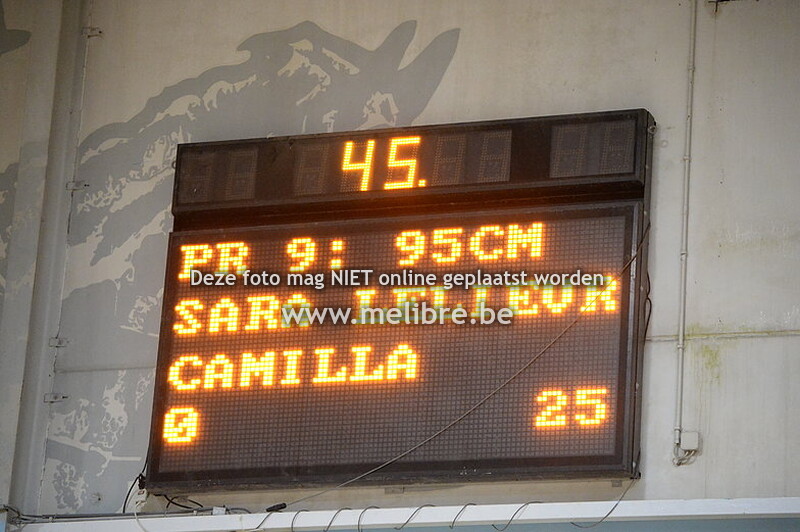 45.
PR 9: 95CM
Deze foto mag NIET online geplaatst worden
SARA
www.melibre.be
CAMILLA
0 25